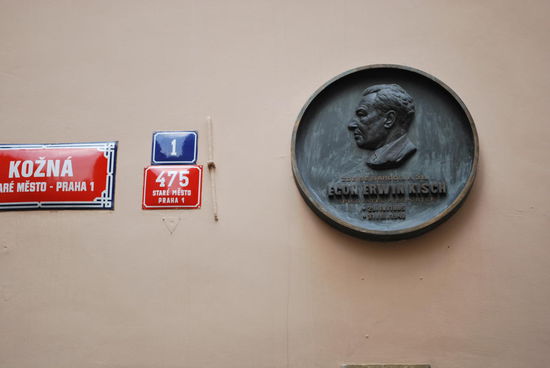 KOŽNÁ
ARÉ MĚSTO - PRAHA 1
1
475
STARÉ MĚSTO
PRAHA 1
EGON ERWIN KISCH